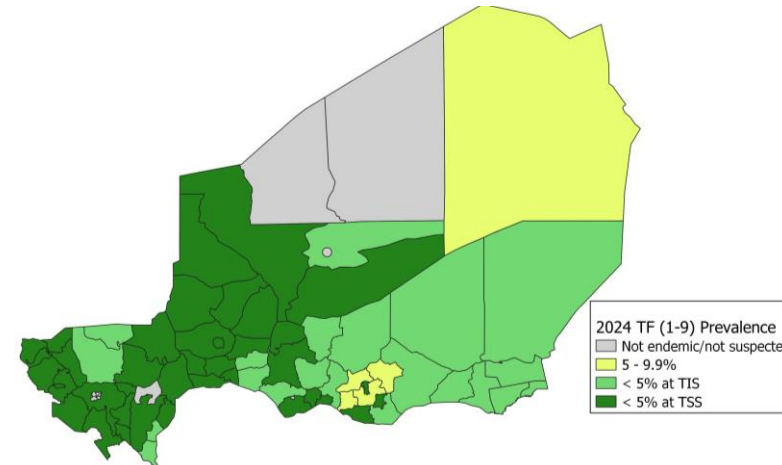 2024 TF (1-9) Prevalence
Not endemic/not suspecte
5 - 9.9%
< 5% at TIS
< 5% at TSS